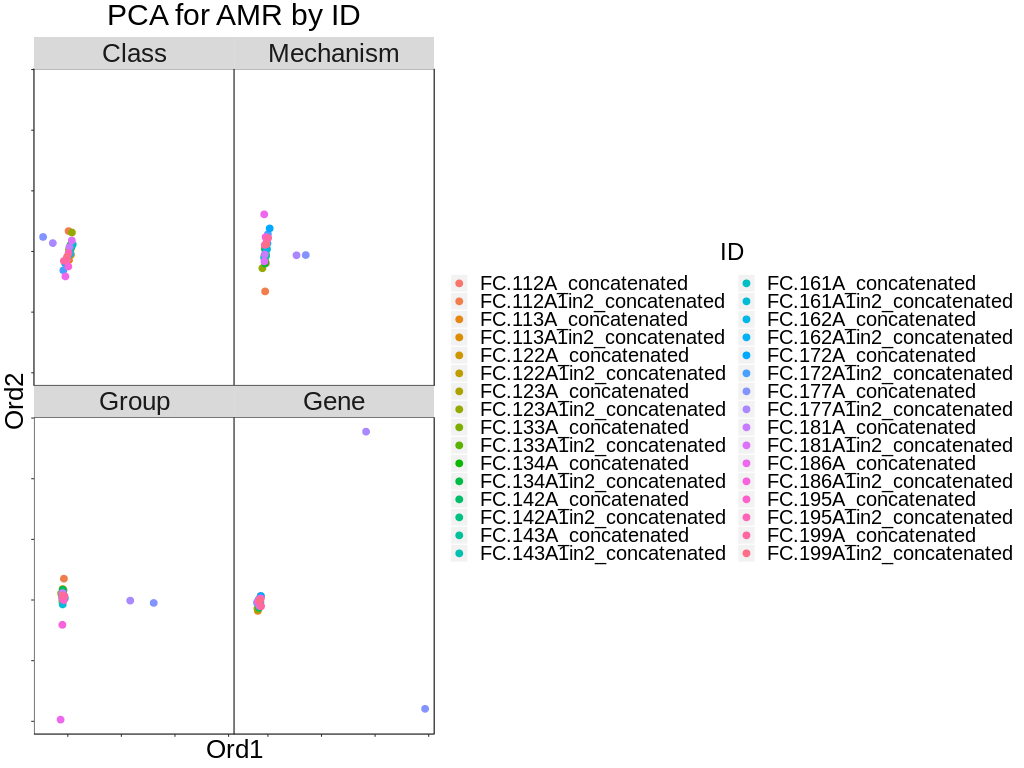 PCA for AMR by ID
Class
Mechanism
Group
Gene
Ord2
Ord1
ID
FC.112A_concatenated
FC.112A1in2_concatenated
FC.113A_concatenated
FC.113A1in2_concatenated
FC.122A_concatenated
FC.122A1in2_concatenated
FC.123A_concatenated
FC.123A1in2_concatenated
FC.133A_concatenated
FC.133A1in2_concatenated
FC.134A_concatenated
FC.134A1in2_concatenated
FC.142A_concatenated
FC.142A1in2_concatenated
FC.143A_concatenated
FC.143A1in2_concatenated
FC.161A_concatenated
FC.161A1in2_concatenated
FC.162A_concatenated
FC.162A1in2_concatenated
FC.172A_concatenated
FC.172A1in2_concatenated
FC.177A_concatenated
FC.177A1in2_concatenated
FC.181A_concatenated
FC.181A1in2_concatenated
FC.186A_concatenated
FC.186A1in2_concatenated
FC.195A_concatenated
FC.195A1in2_concatenated
FC.199A_concatenated
FC.199A1in2_concatenated